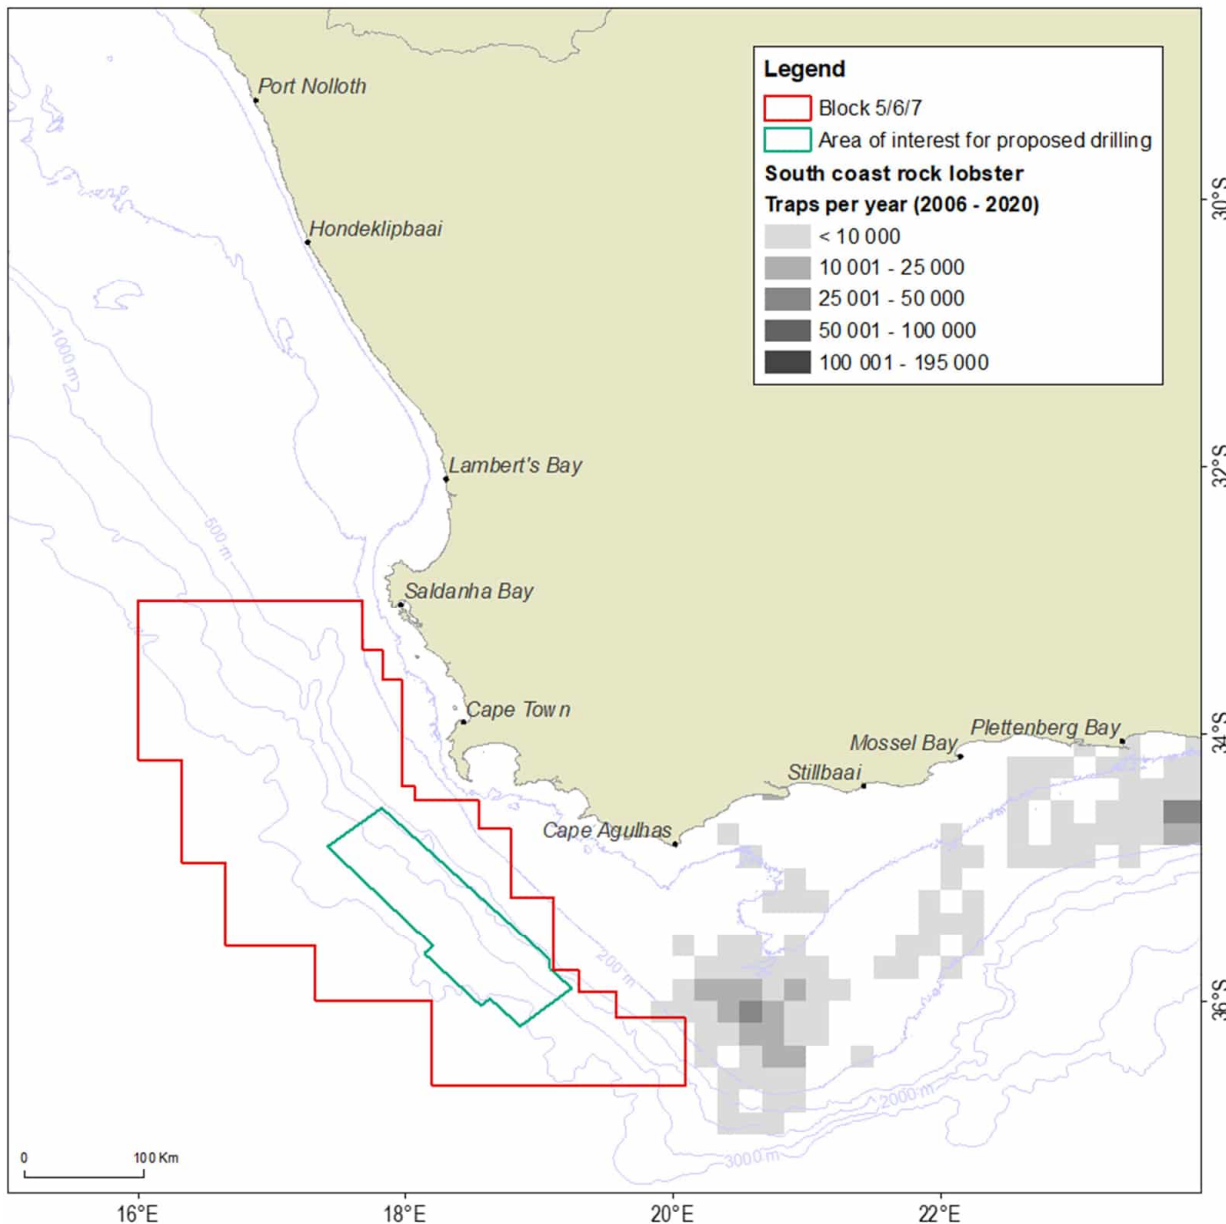 Port Nolloth
Legend
Block 5/6/7
Area of interest for proposed drilling
South coast rock lobster
Traps per year (2006 - 2020)
< 10 000
10 001 - 25 000
25 001 - 50 000
50 001 - 100 000
100 001 - 195 000
30°S
Hondeklipbaai
1000 m
Lambert's Bay
32°S
500 m
Saldanha Bay
Cape Town
Plettenberg Bay
34°S
Mossel Bay
Stillbaai
Cape Agulhas
200 m
36°S
2000 m
3000 m
0 100 Km
16°E 18°E 20°E 22°E